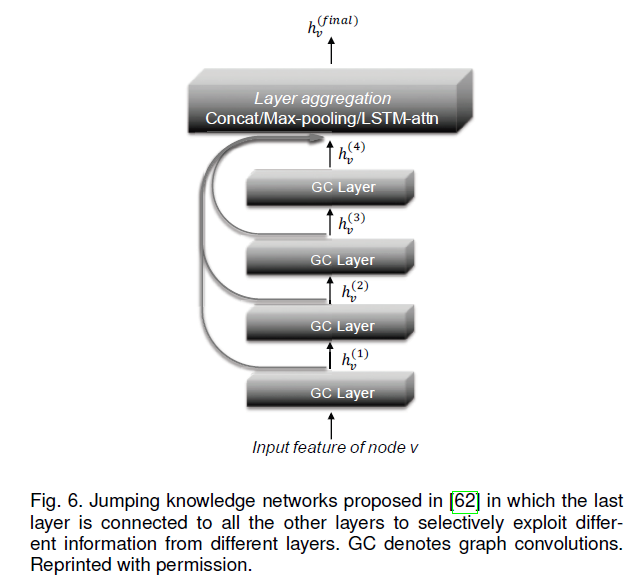 h_v^(final)
Layer aggregation
Concat/Max-pooling/LSTM-attn
h_v^(4)
GC Layer
h_v^(3)
GC Layer
h_v^(2)
GC Layer
h_v^(1)
GC Layer
Input feature of node v
Fig. 6. Jumping knowledge networks proposed in [62] in which the last
layer is connected to all the other layers to selectively exploit differ-
ent information from different layers. GC denotes graph convolutions.
Reprinted with permission.